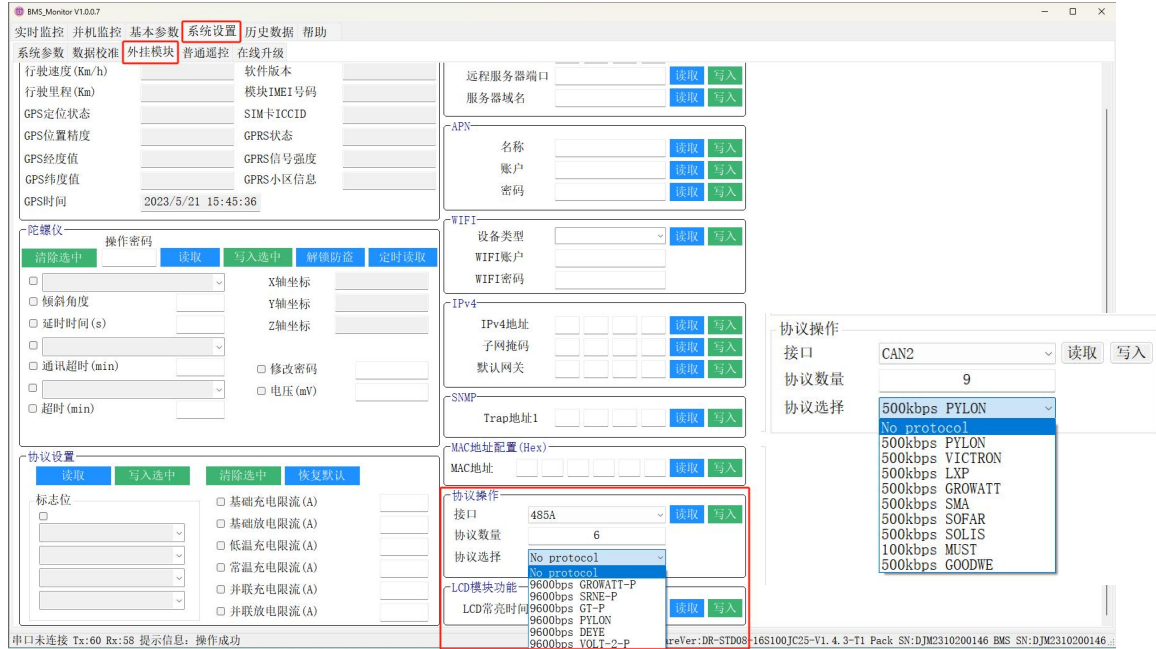 BMS_Monitor V1.0.0.7
实时监控 并机监控 基本参数 系统设置 历史数据 帮助
系统参数 数据校准 外挂模块 普通遥控 在线升级
行驶速度(Km/h) 软件版本
行驶里程(Km) 模块IMEI号码
GPS定位状态 SIM卡ICCID
GPS位置精度 GPRS状态
GPS经度值 GPRS信号强度
GPS纬度值 GPRS小区信息
GPS时间 2023/5/21 15:45:36
陀螺仪
操作密码
清除选中 读取 写入选中 解锁防盗 定时读取
X轴坐标
倾斜角度 Y轴坐标
延时时间(s) Z轴坐标
通讯超时(min) 修改密码
电压(mV)
超时(min)
协议设置
读取 写入选中 清除选中 恢复默认
标志位
基础充电限流(A)
基础放电限流(A)
低温充电限流(A)
常温充电限流(A)
并联充电限流(A)
并联放电限流(A)
远程服务器端口 读取 写入
服务器域名 读取 写入
APN
名称 读取 写入
账户 读取 写入
密码 读取 写入
WIFI
设备类型 读取 写入
WIFI账户
WIFI密码
IPv4
IPv4地址 读取 写入
子网掩码 读取 写入
默认网关 读取 写入
SNMP
Trap地址1 读取 写入
MAC地址配置(Hex)
MAC地址 读取 写入
协议操作
接口 485A 读取 写入
协议数量 6
协议选择 No protocol
No protocol
9600bps GROWATT-P
9600bps SRNE-P
9600bps GT-P
9600bps PYLON
9600bps DEYE
9600bps VOLT-2-P
LCD模块功能
LCD常亮时间 读取 写入
协议操作
接口 CAN2 读取 写入
协议数量 9
协议选择 500kbps PYLON
No protocol
500kbps PYLON
500kbps VICTRON
500kbps LXP
500kbps GROWATT
500kbps SMA
500kbps SOFAR
500kbps SOLIS
100kbps MUST
500kbps GOODWE
串口未连接 Tx:60 Rx:58 提示信息: 操作成功
areVer:DR-STD08-16S100JC25-V1.4.3-T1 Pack SN:DJM2310200146 BMS SN:DJM2310200146